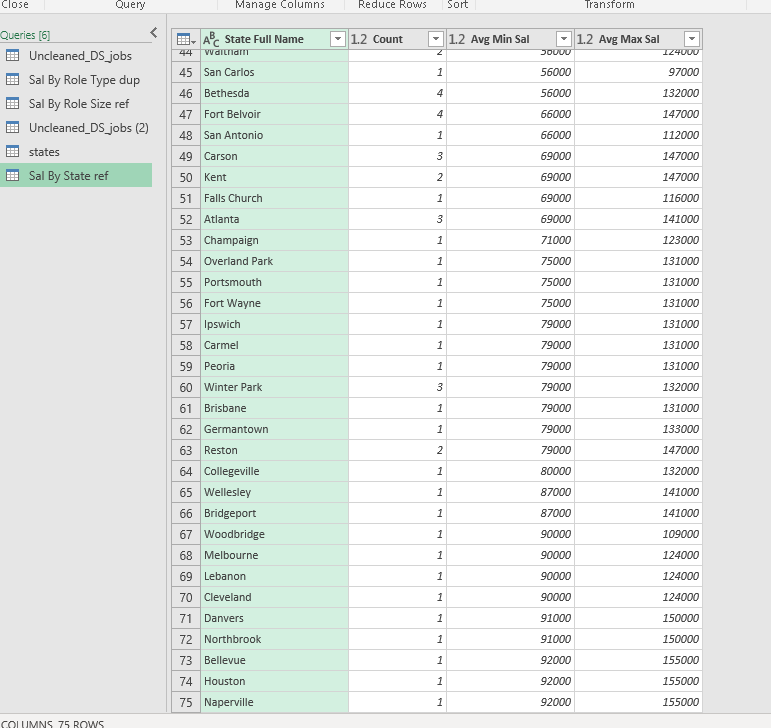 Close Query Manage Columns Reduce Rows Sort Transform
Queries [6]
Uncleaned_DS_jobs
Sal By Role Type dup
Sal By Role Size ref
Uncleaned_DS_jobs (2)
states
Sal By State ref
ABC State Full Name 1.2 Count 1.2 Avg Min Sal 1.2 Avg Max Sal
44 Waltham 2 56000 124000
45 San Carlos 1 56000 97000
46 Bethesda 4 56000 132000
47 Fort Belvoir 4 66000 147000
48 San Antonio 1 66000 112000
49 Carson 3 69000 147000
50 Kent 2 69000 147000
51 Falls Church 1 69000 116000
52 Atlanta 3 69000 141000
53 Champaign 1 71000 123000
54 Overland Park 1 75000 131000
55 Portsmouth 1 75000 131000
56 Fort Wayne 1 75000 131000
57 Ipswich 1 79000 131000
58 Carmel 1 79000 131000
59 Peoria 1 79000 131000
60 Winter Park 3 79000 132000
61 Brisbane 1 79000 131000
62 Germantown 1 79000 133000
63 Reston 2 79000 147000
64 Collegeville 1 80000 132000
65 Wellesley 1 87000 141000
66 Bridgeport 1 87000 141000
67 Woodbridge 1 90000 109000
68 Melbourne 1 90000 124000
69 Lebanon 1 90000 124000
70 Cleveland 1 90000 124000
71 Danvers 1 91000 150000
72 Northbrook 1 91000 150000
73 Bellevue 1 92000 155000
74 Houston 1 92000 155000
75 Naperville 1 92000 155000
COLUMNS, 75 ROWS